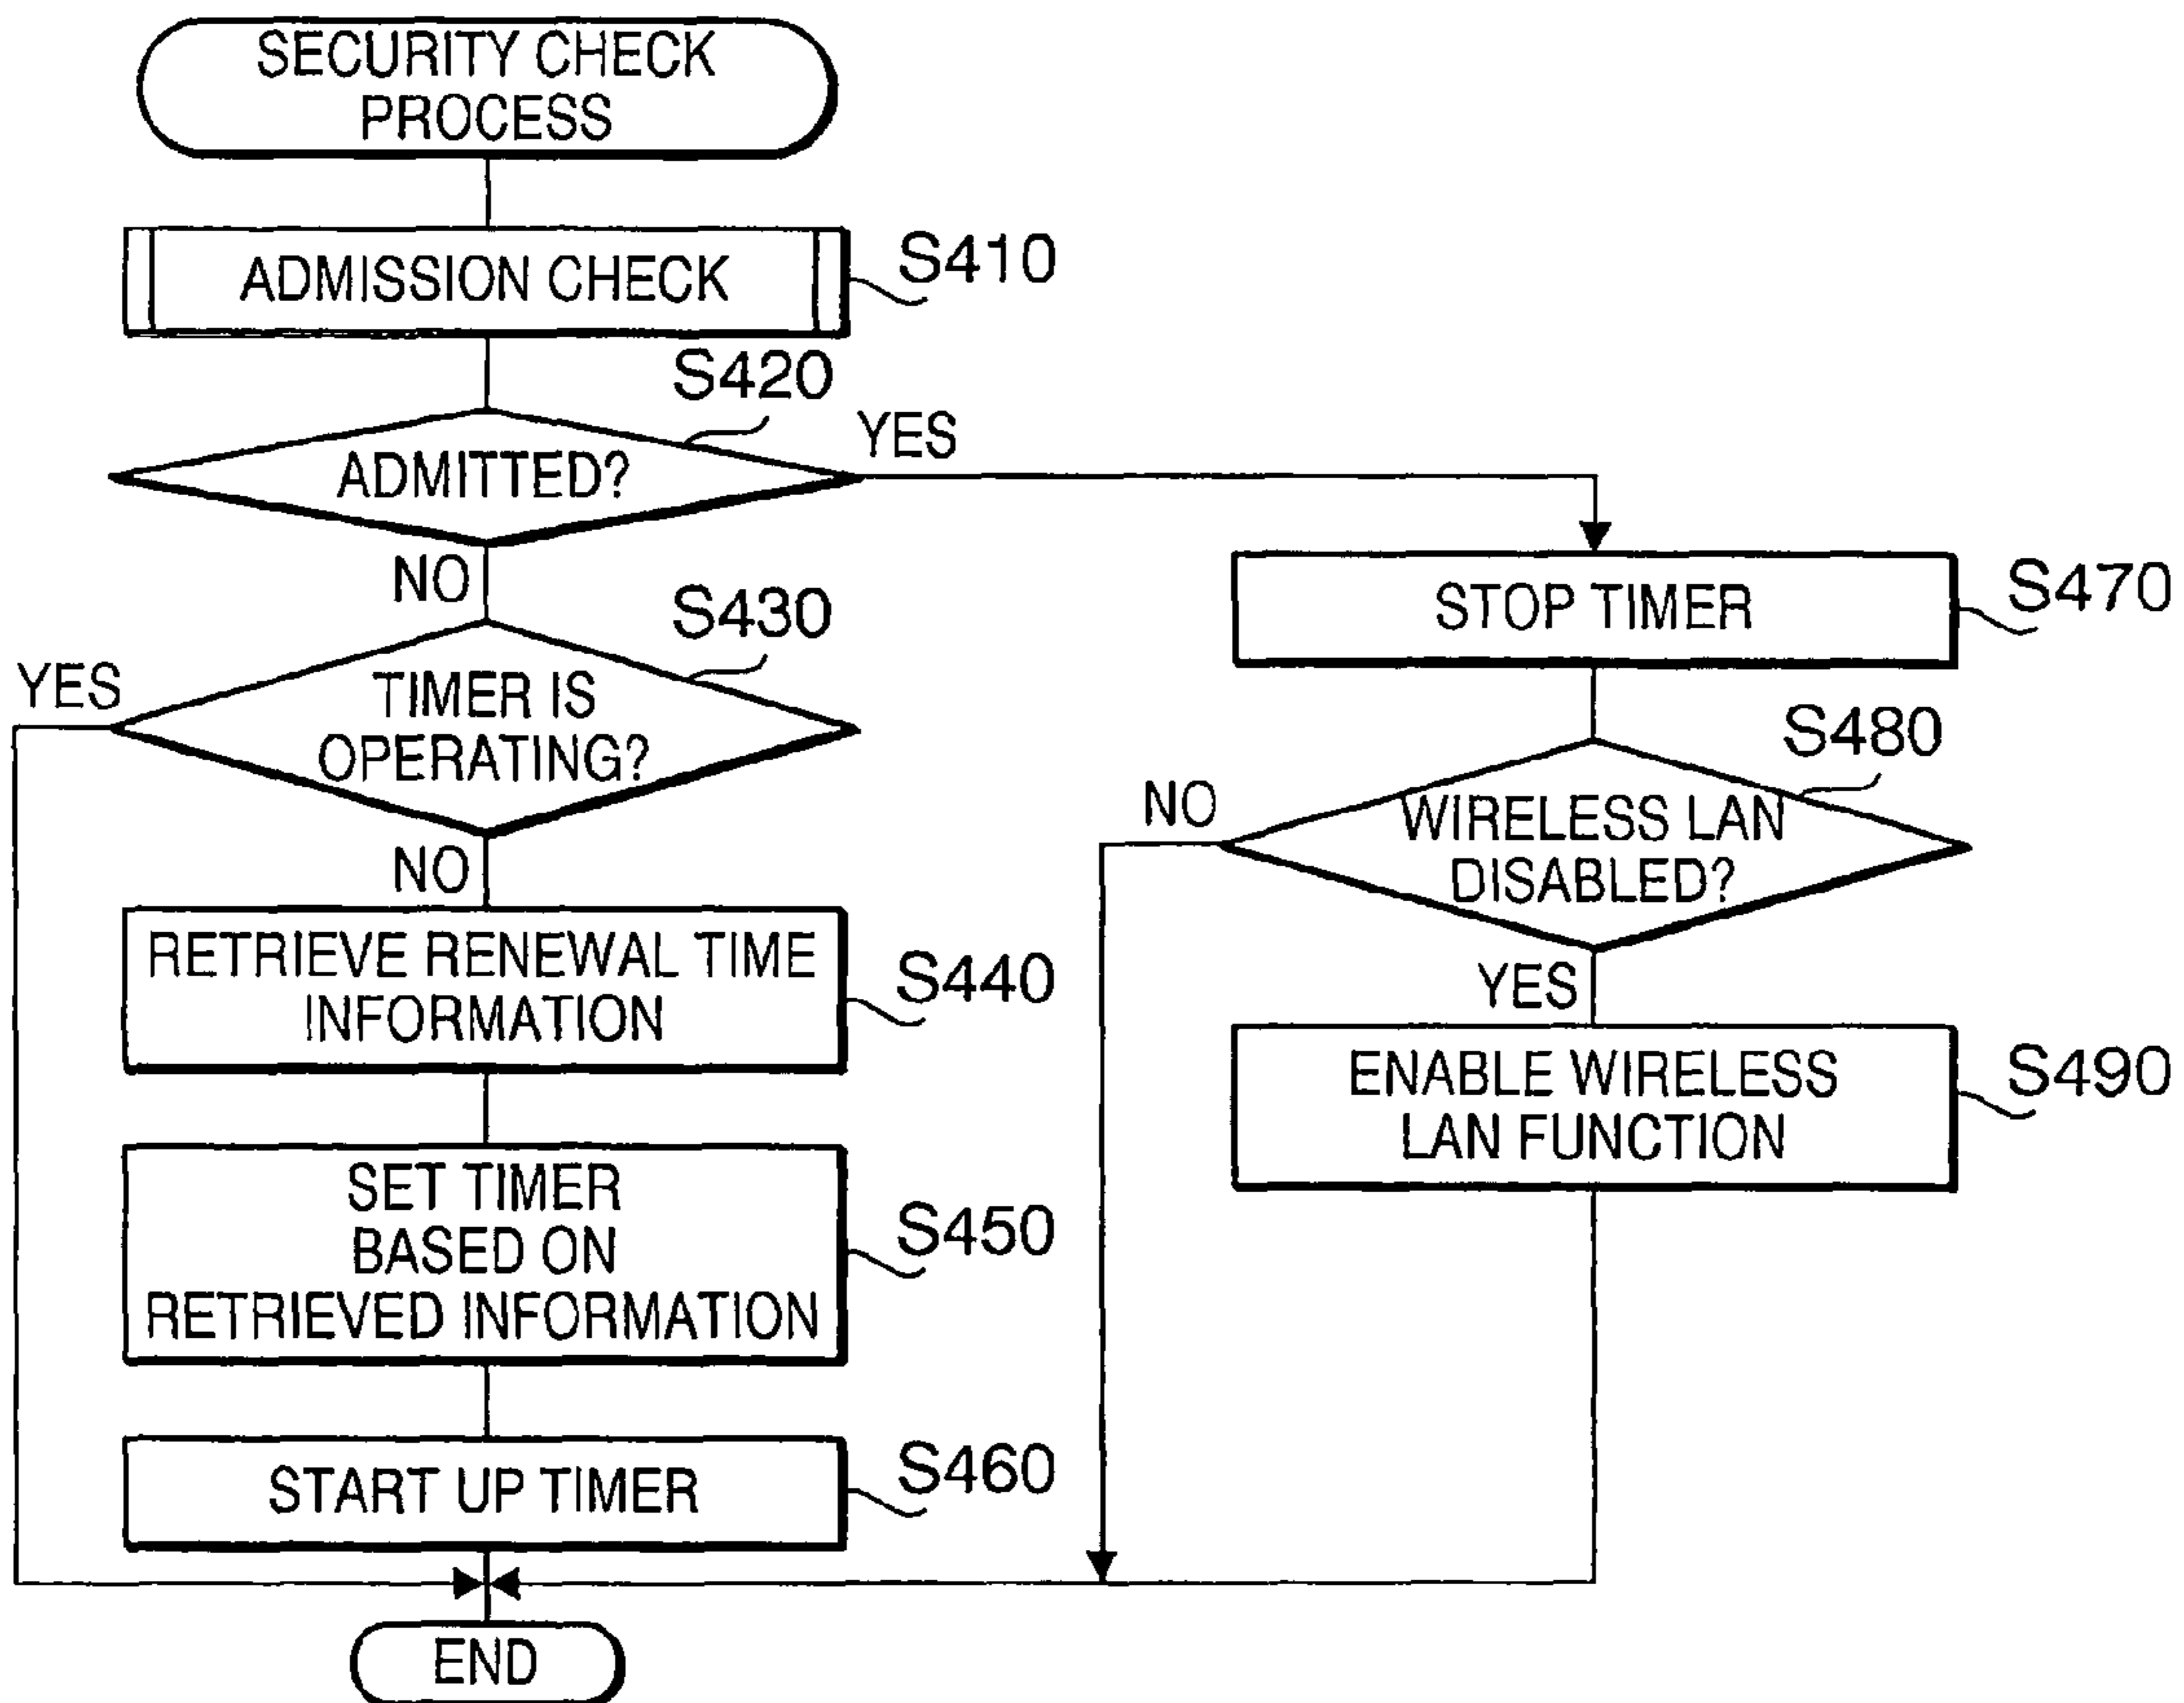 SECURITY CHECK
PROCESS
ADMISSION CHECK
S410
S420
ADMITTED?
YES
NO
S430
TIMER IS
OPERATING?
YES
NO
RETRIEVE RENEWAL TIME
INFORMATION
S440
SET TIMER
BASED ON
RETRIEVED INFORMATION
S450
START UP TIMER
S460
STOP TIMER
S470
S480
WIRELESS LAN
DISABLED?
NO
YES
ENABLE WIRELESS
LAN FUNCTION
S490
END